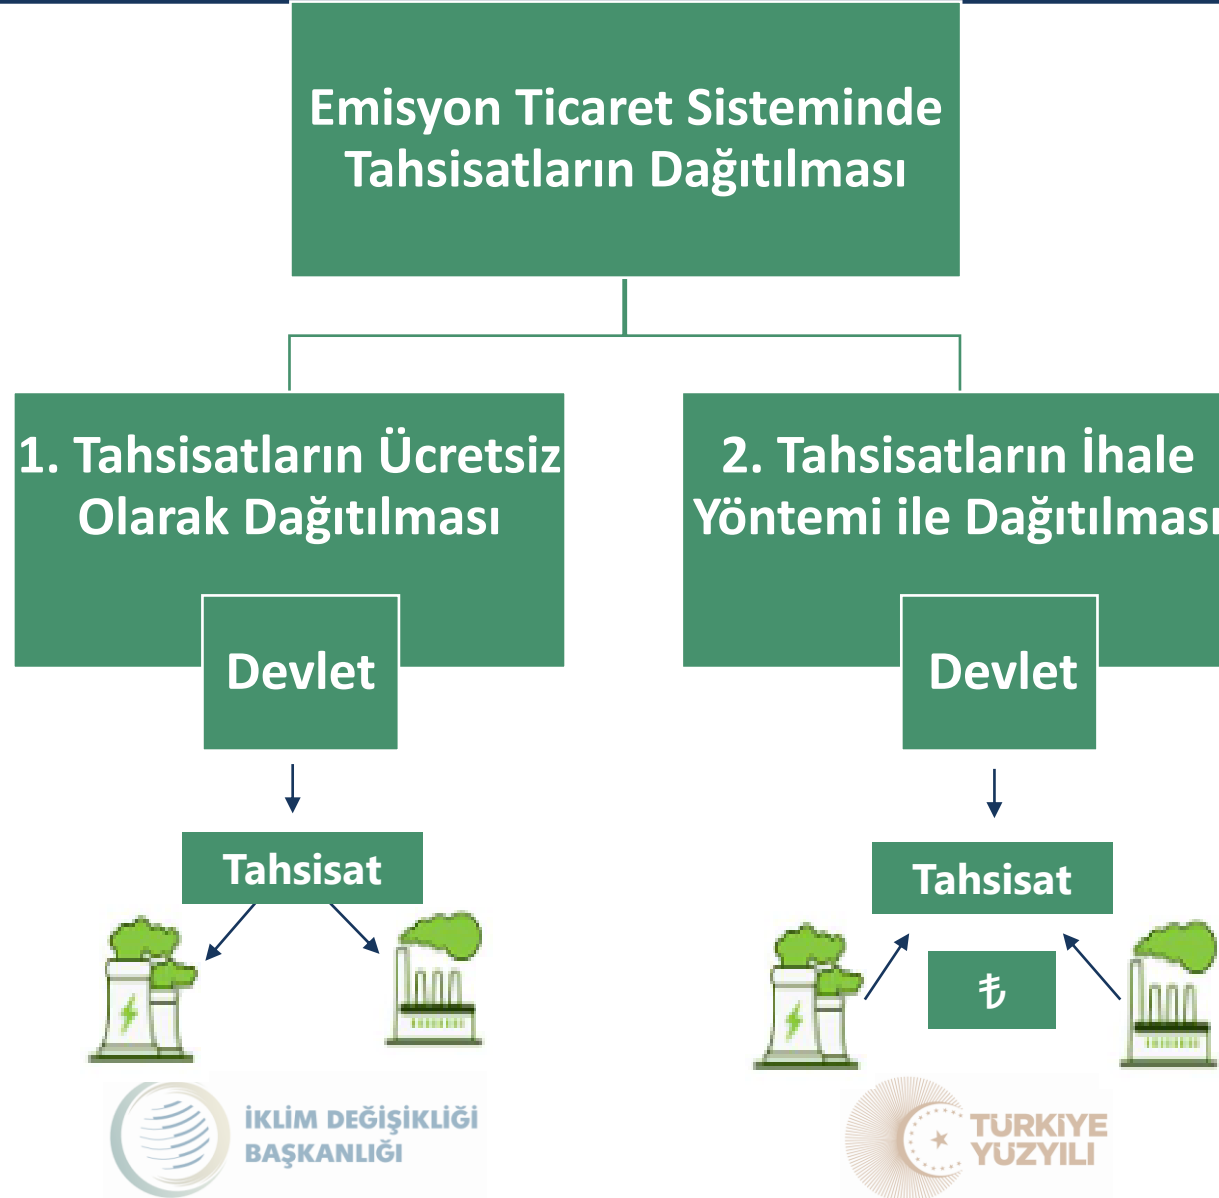 Emisyon Ticaret Sisteminde
Tahsisatların Dağıtılması
1. Tahsisatların Ücretsiz
Olarak Dağıtılması
Devlet
Tahsisat
2. Tahsisatların İhale
Yöntemi ile Dağıtılması
Devlet
Tahsisat
₺
İKLİM DEĞİŞİKLİĞİ
BAŞKANLIĞI
TÜRKİYE
YÜZYILI